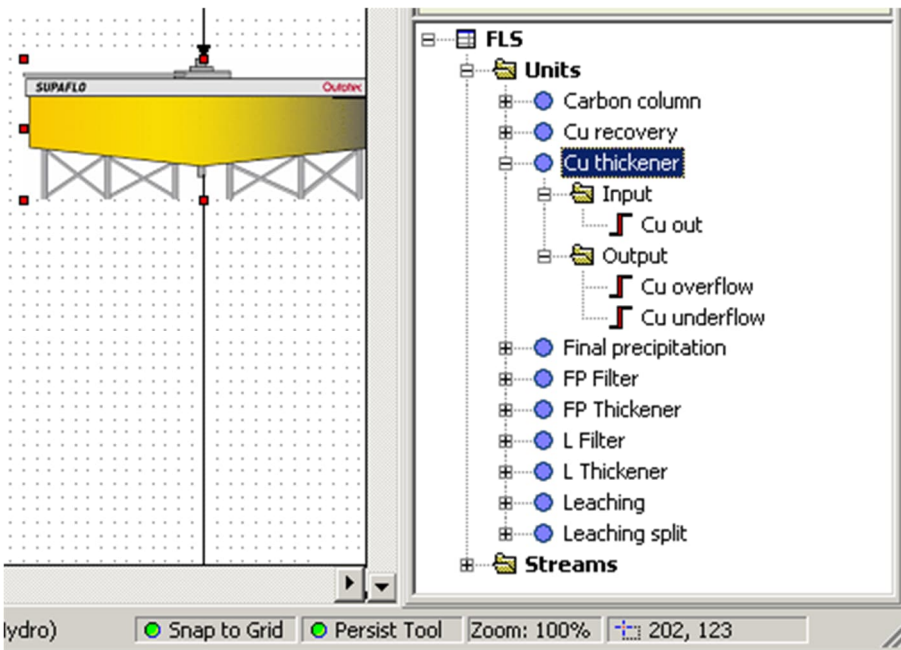 SUPAFLO
Outotec
FLS
Units
Carbon column
Cu recovery
Cu thickener
Input
Cu out
Output
Cu overflow
Cu underflow
Final precipitation
FP Filter
FP Thickener
L Filter
L Thickener
Leaching
Leaching split
Streams
lydro) Snap to Grid Persist Tool Zoom: 100% 202, 123